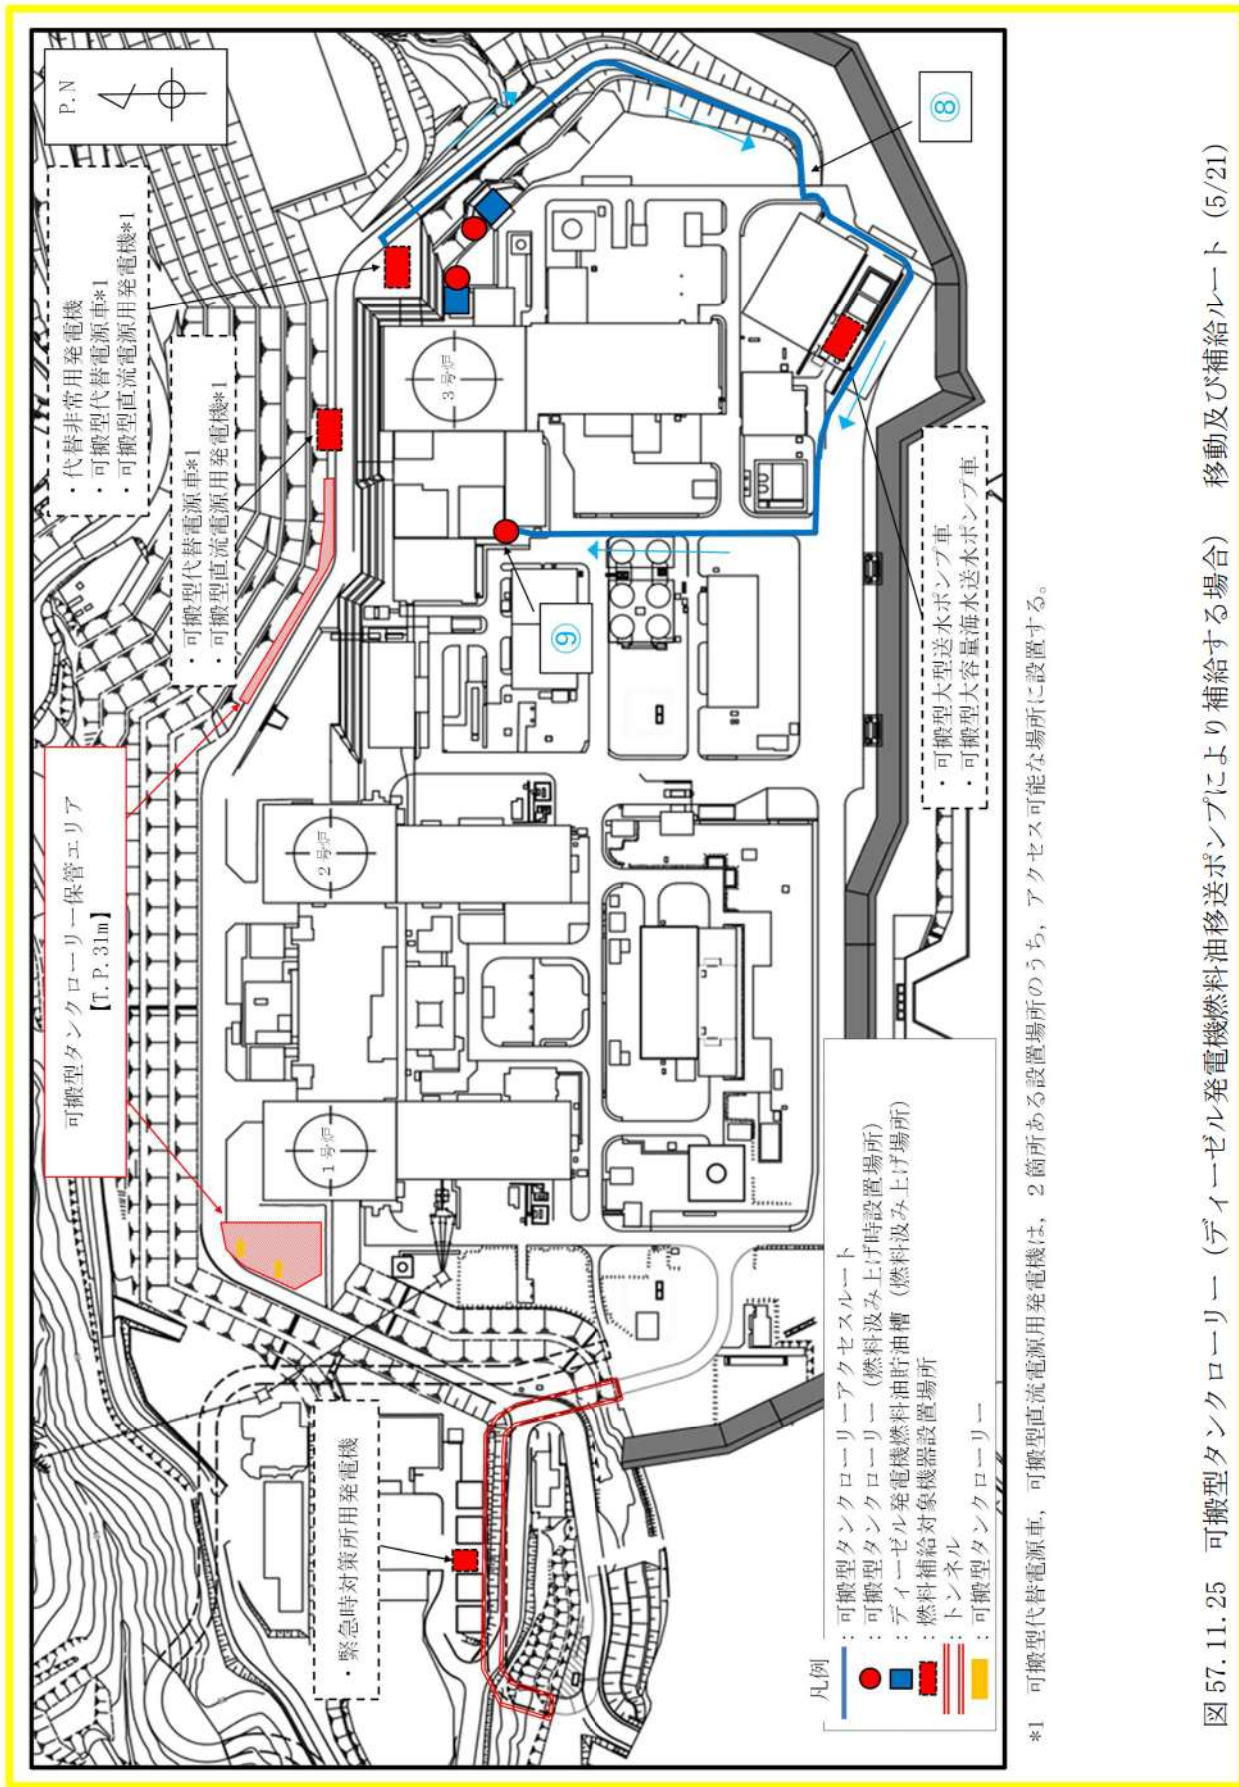 P.N
・代替非常用発電機
・可搬型代替電源車*1
・可搬型直流電源用発電機*1
・可搬型代替電源車*1
・可搬型直流電源用発電機*1
可搬型タンクローリー保管エリア
【T.P.31m】
・緊急時対策所用発電機
1号炉
2号炉
3号炉
⑧
⑨
・可搬型大型送水ポンプ車
・可搬型大容量海水送水ポンプ車
凡例
：可搬型タンクローリーアクセスルート
：可搬型タンクローリー（燃料汲み上げ時設置場所）
：ディーゼル発電機燃料油貯油槽（燃料汲み上げ場所）
：燃料補給対象機器設置場所
：トンネル
：可搬型タンクローリー
*1　可搬型代替電源車，可搬型直流電源用発電機は，2箇所ある設置場所のうち，アクセス可能な場所に設置する。
図57.11.25　可搬型タンクローリー（ディーゼル発電機燃料油移送ポンプにより補給する場合）　移動及び補給ルート（5/21）